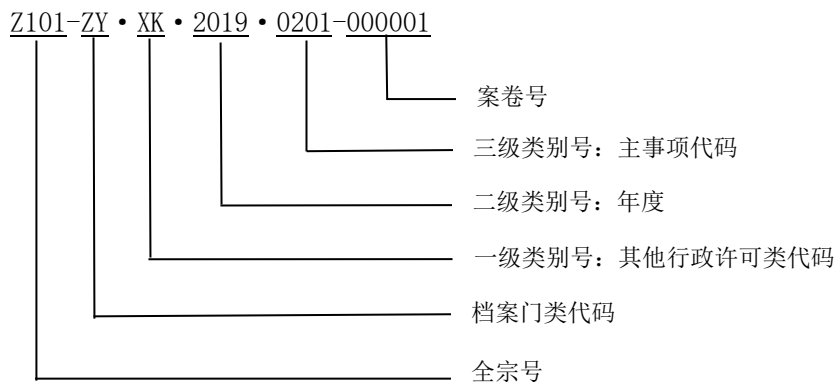 Z101-ZY·XK·2019·0201-000001
案卷号
三级类别号：主事项代码
二级类别号：年度
一级类别号：其他行政许可类代码
档案门类代码
全宗号